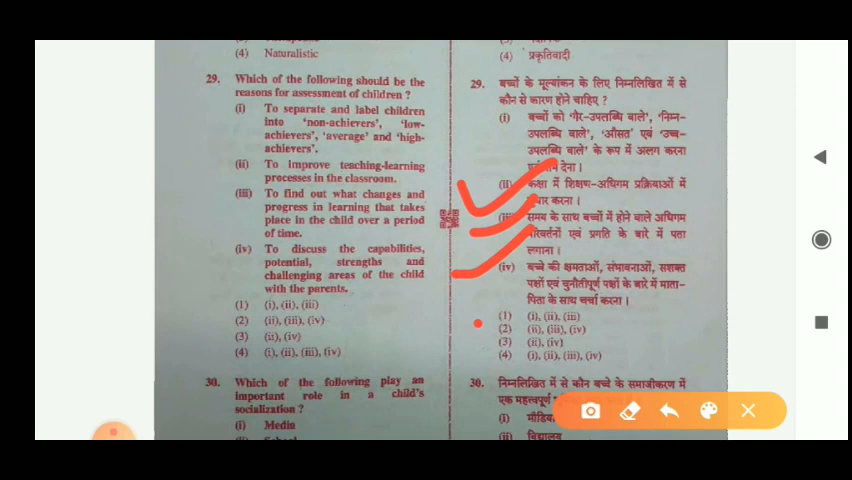 (4) Naturalistic
29. Which of the following should be the
reasons for assessment of children ?
(i) To separate and label children
into 'non-achievers', 'low-
achievers', 'average' and 'high-
achievers'.
(ii) To improve teaching-learning
processes in the classroom.
(iii) To find out what changes and
progress in learning that takes
place in the child over a period
of time.
(iv) To discuss the capabilities,
potential, strengths and
challenging areas of the child
with the parents.
(1) (i), (ii), (iii)
(2) (ii), (iii), (iv)
(3) (ii), (iv)
(4) (i), (ii), (iii), (iv)
30. Which of the following play an
important role in a child's
socialization ?
(i) Media
(ii) School
(4) प्रकृतिवादी
29. बच्चों के मूल्यांकन के लिए निम्नलिखित में से
कौन से कारण होने चाहिए ?
(i) बच्चों को 'गैर-उपलब्धि वाले', 'निम्न-
उपलब्धि वाले', 'औसत' एवं 'उच्च-
उपलब्धि वाले' के रूप में अलग करना
देना ।
(ii) कक्षा में शिक्षण-अधिगम प्रक्रियाओं में
सुधार करना ।
(iii) समय के साथ बच्चों में होने वाले अधिगम
परिवर्तनों एवं प्रगति के बारे में पता
लगाना ।
(iv) बच्चे की क्षमताओं, संभावनाओं, सशक्त
पक्षों एवं चुनौतीपूर्ण पक्षों के बारे में माता-
पिता के साथ चर्चा करना ।
(1) (i), (ii), (iii)
(2) (ii), (iii), (iv)
(3) (ii), (iv)
(4) (i), (ii), (iii), (iv)
30. निम्नलिखित में से कौन बच्चे के समाजीकरण में
एक महत्त्वपूर्ण
(i)
(ii) विद्यालय